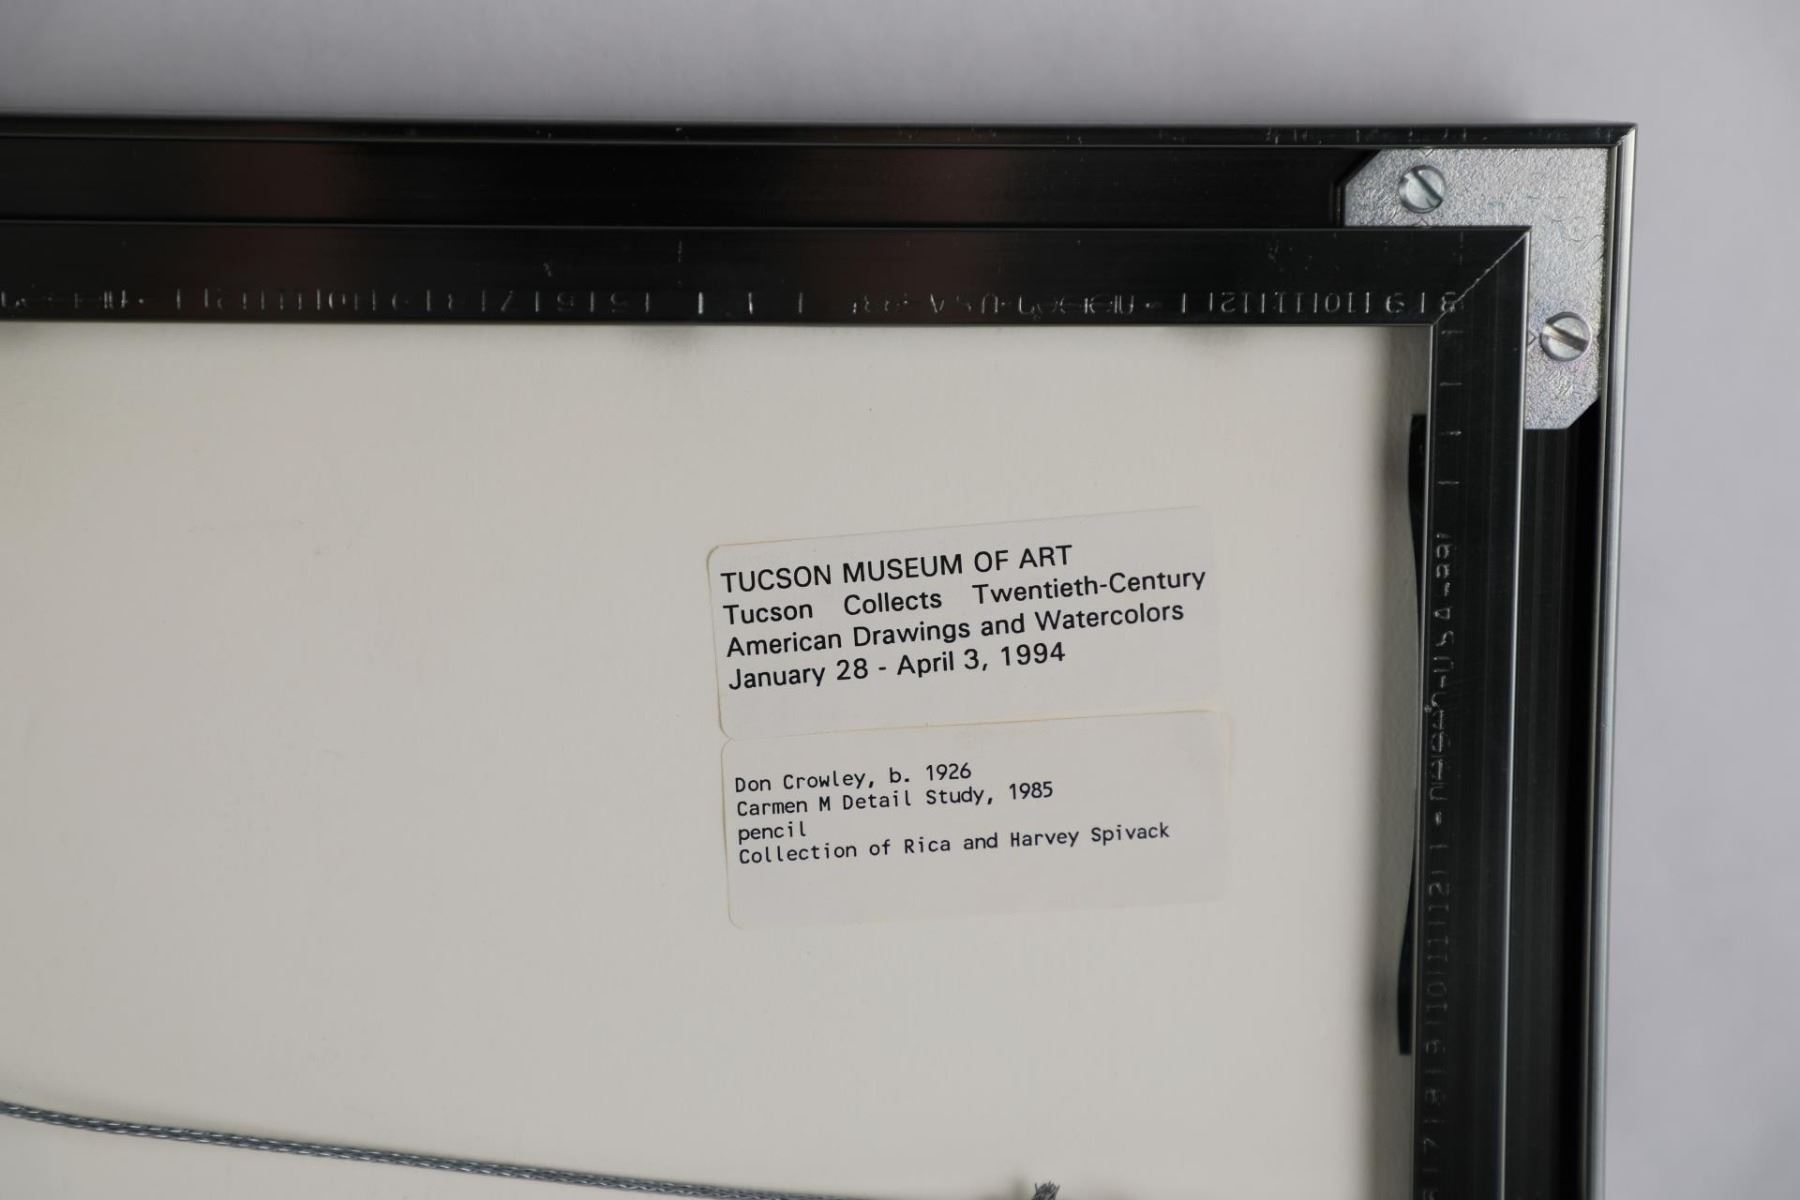 TUCSON MUSEUM OF ART
Tucson Collects Twentieth-Century
American Drawings and Watercolors
January 28 - April 3, 1994
Don Crowley, b. 1926
Carmen M Detail Study, 1985
pencil
Collection of Rica and Harvey Spivack